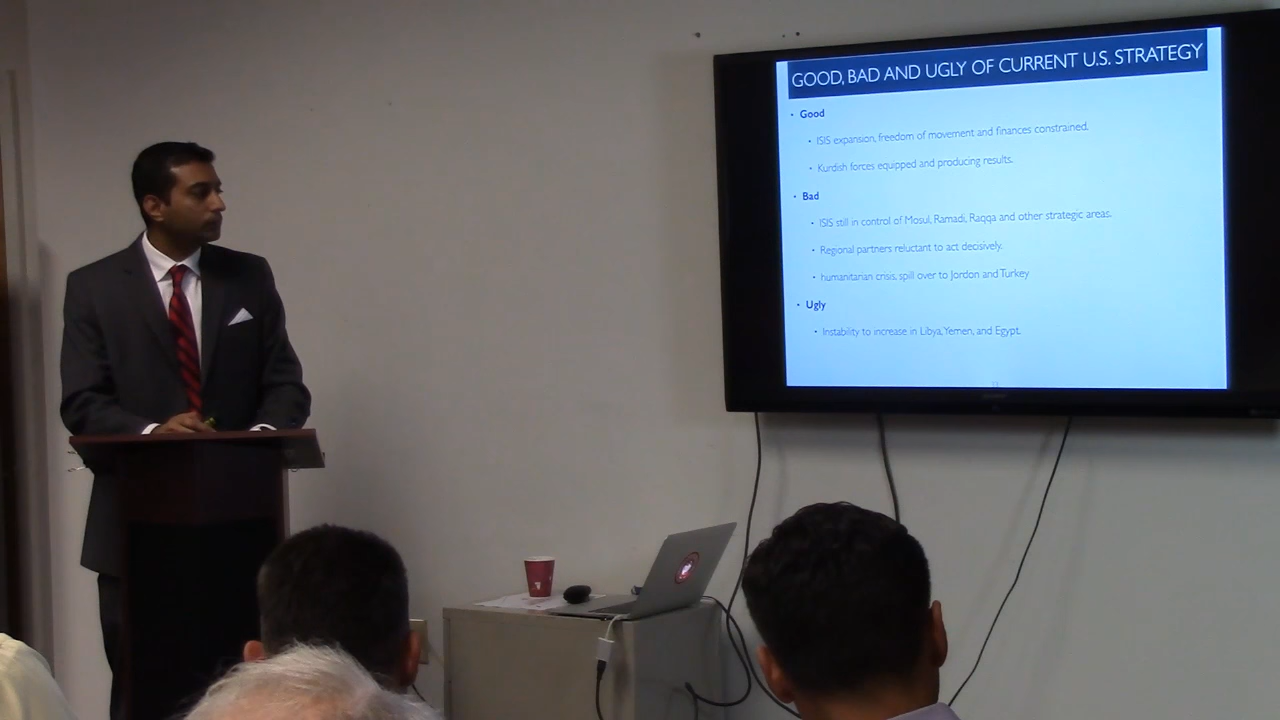 GOOD, BAD AND UGLY OF CURRENT U.S. STRATEGY
• Good
• ISIS expansion, freedom of movement and finances constrained.
• Kurdish forces equipped and producing results.
• Bad
• ISIS still in control of Mosul, Ramadi, Raqqa and other strategic areas.
• Regional partners reluctant to act decisively.
• humanitarian crisis, spill over to Jordon and Turkey
• Ugly
• Instability to increase in Libya, Yemen, and Egypt.